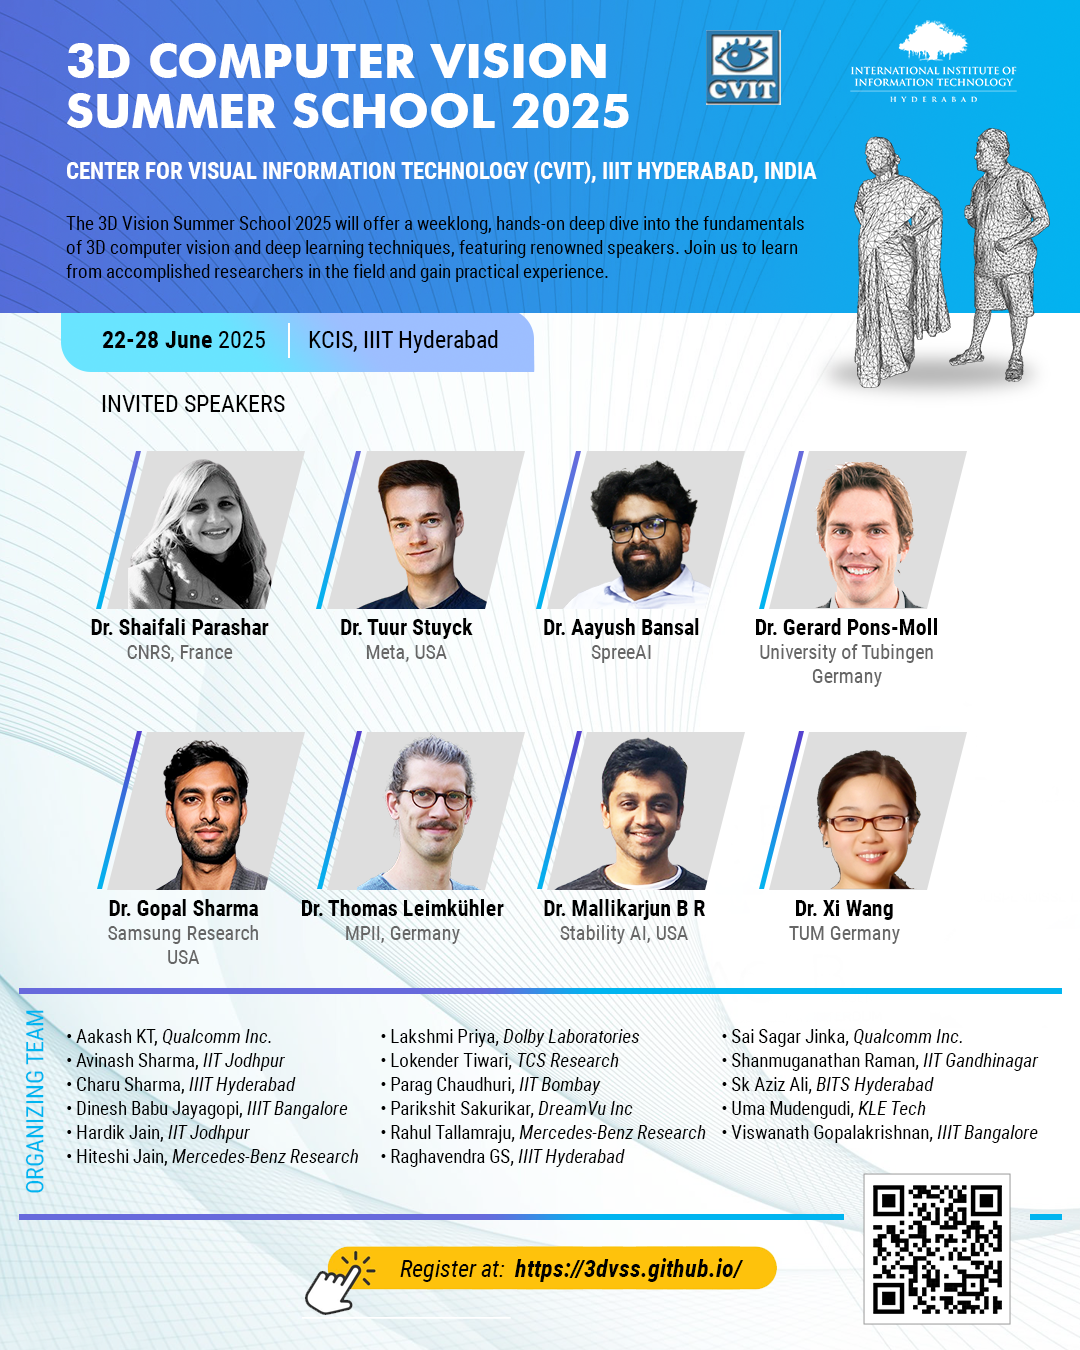 3D COMPUTER VISION
SUMMER SCHOOL 2025
CVIT
INTERNATIONAL INSTITUTE OF
INFORMATION TECHNOLOGY
HYDERABAD
CENTER FOR VISUAL INFORMATION TECHNOLOGY (CVIT), IIIT HYDERABAD, INDIA
The 3D Vision Summer School 2025 will offer a weeklong, hands-on deep dive into the fundamentals
of 3D computer vision and deep learning techniques, featuring renowned speakers. Join us to learn
from accomplished researchers in the field and gain practical experience.
22-28 June 2025 KCIS, IIIT Hyderabad
INVITED SPEAKERS
Dr. Shaifali Parashar
CNRS, France
Dr. Tuur Stuyck
Meta, USA
Dr. Aayush Bansal
SpreeAI
Dr. Gerard Pons-Moll
University of Tubingen
Germany
Dr. Gopal Sharma
Samsung Research
USA
Dr. Thomas Leimkühler
MPII, Germany
Dr. Mallikarjun B R
Stability AI, USA
Dr. Xi Wang
TUM Germany
ORGANIZING TEAM
• Aakash KT, Qualcomm Inc.
• Avinash Sharma, IIT Jodhpur
• Charu Sharma, IIIT Hyderabad
• Dinesh Babu Jayagopi, IIIT Bangalore
• Hardik Jain, IIT Jodhpur
• Hiteshi Jain, Mercedes-Benz Research
• Lakshmi Priya, Dolby Laboratories
• Lokender Tiwari, TCS Research
• Parag Chaudhuri, IIT Bombay
• Parikshit Sakurikar, DreamVu Inc
• Rahul Tallamraju, Mercedes-Benz Research
• Raghavendra GS, IIIT Hyderabad
• Sai Sagar Jinka, Qualcomm Inc.
• Shanmuganathan Raman, IIT Gandhinagar
• Sk Aziz Ali, BITS Hyderabad
• Uma Mudengudi, KLE Tech
• Viswanath Gopalakrishnan, IIIT Bangalore
Register at: https://3dvss.github.io/